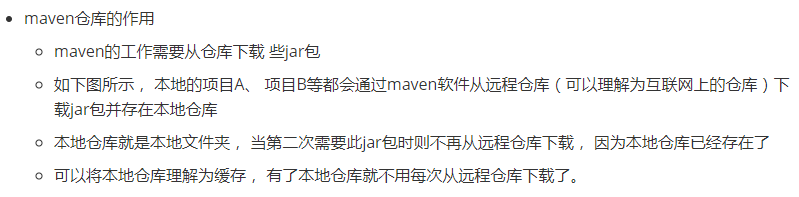 maven仓库的作用
maven的工作需要从仓库下载 些jar包
如下图所示， 本地的项目A、 项目B等都会通过maven软件从远程仓库（可以理解为互联网上的仓库）下
载jar包并存在本地仓库
本地仓库就是本地文件夹， 当第二次需要此jar包时则不再从远程仓库下载， 因为本地仓库已经存在了
可以将本地仓库理解为缓存， 有了本地仓库就不用每次从远程仓库下载了。